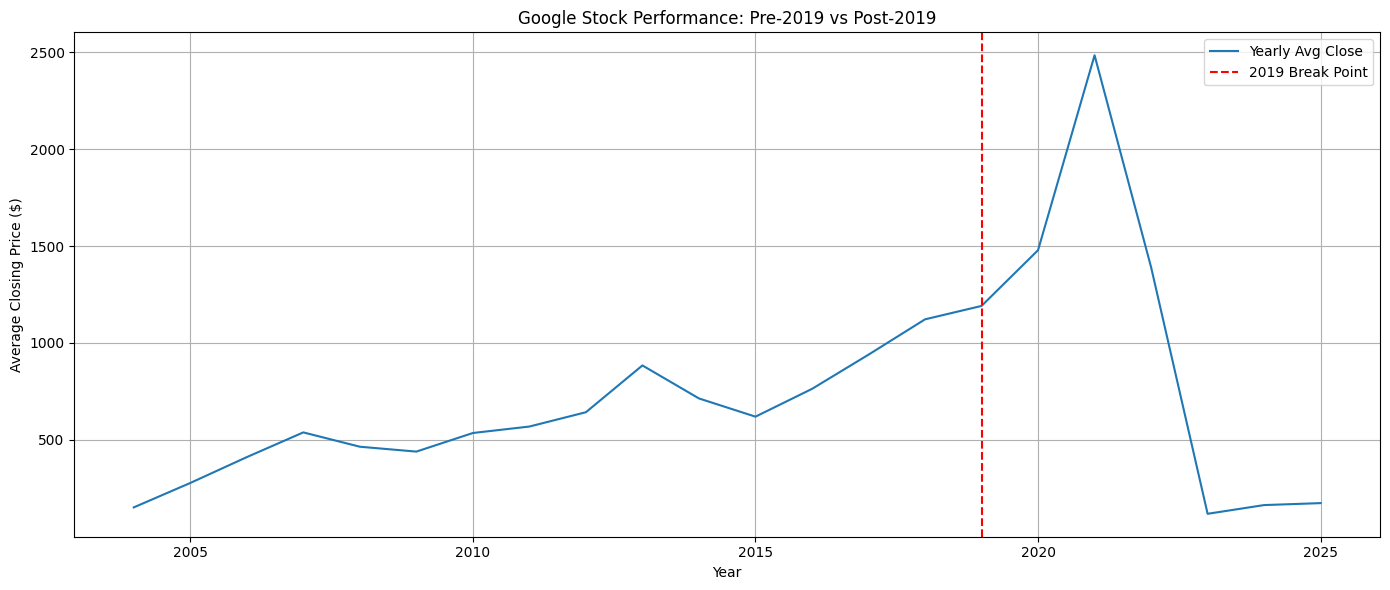 Google Stock Performance: Pre-2019 vs Post-2019
Yearly Avg Close
2019 Break Point
Average Closing Price ($)
2500
2000
1500
1000
500
2005 2010 2015 2020 2025
Year